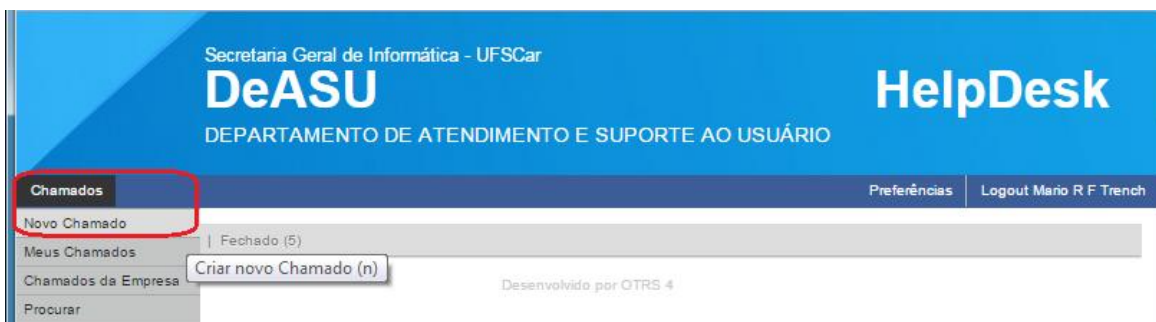 Secretaria Geral de Informática - UFSCar
DeASU
HelpDesk
DEPARTAMENTO DE ATENDIMENTO E SUPORTE AO USUÁRIO
Chamados
Preferências
Logout Mario R F Trench
Novo Chamado
Meus Chamados
| Fechado (5)
Criar novo Chamado (n)
Chamados da Empresa
Desenvolvido por OTRS 4
Procurar